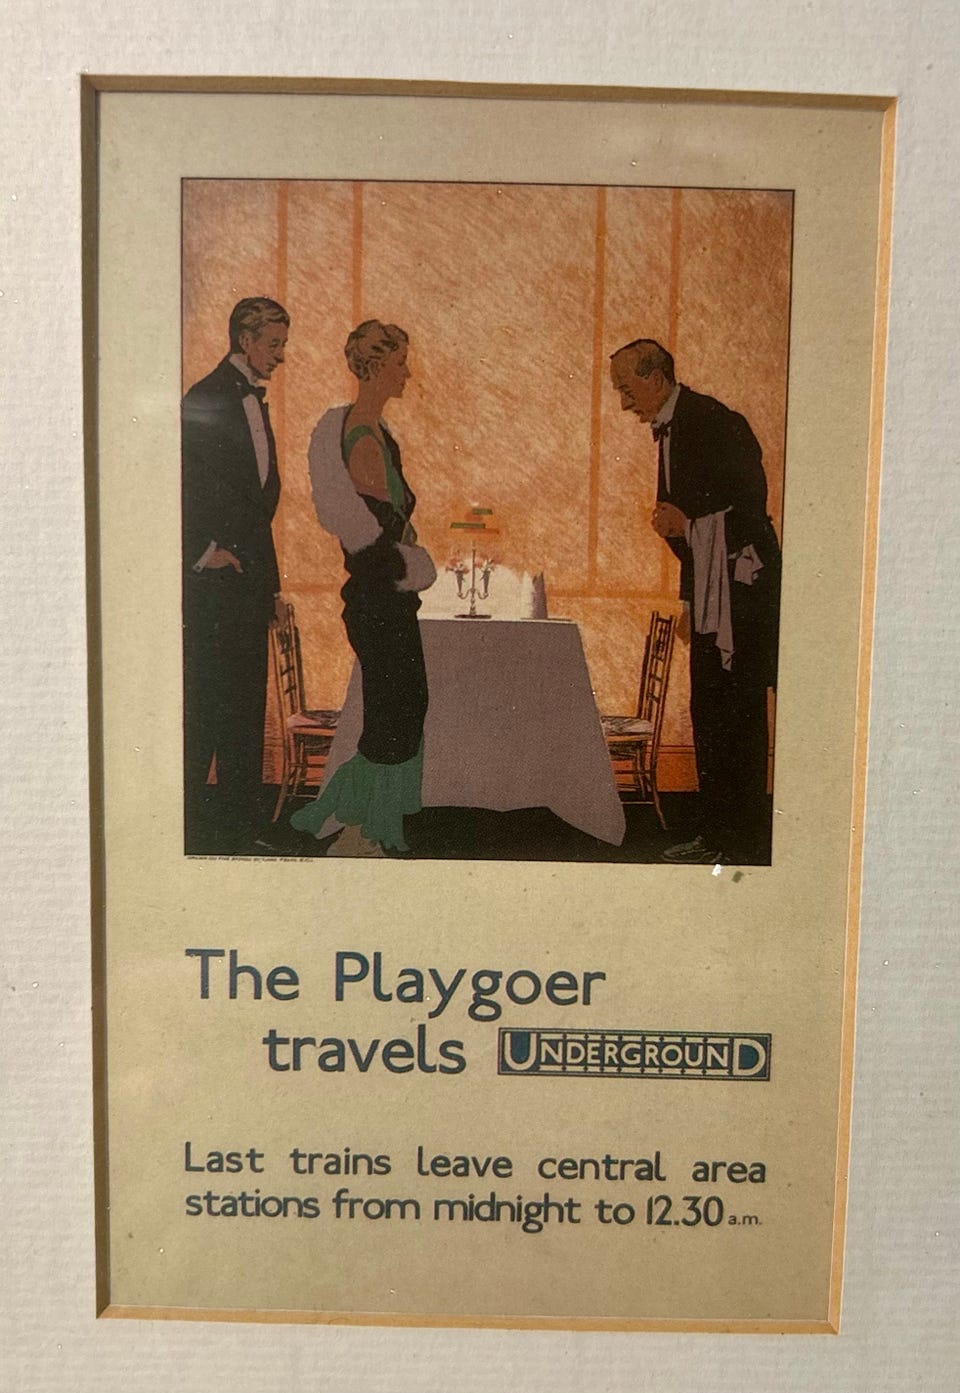 The Playgoer
travels UNDERGROUND
Last trains leave central area
stations from midnight to 12.30 a.m.